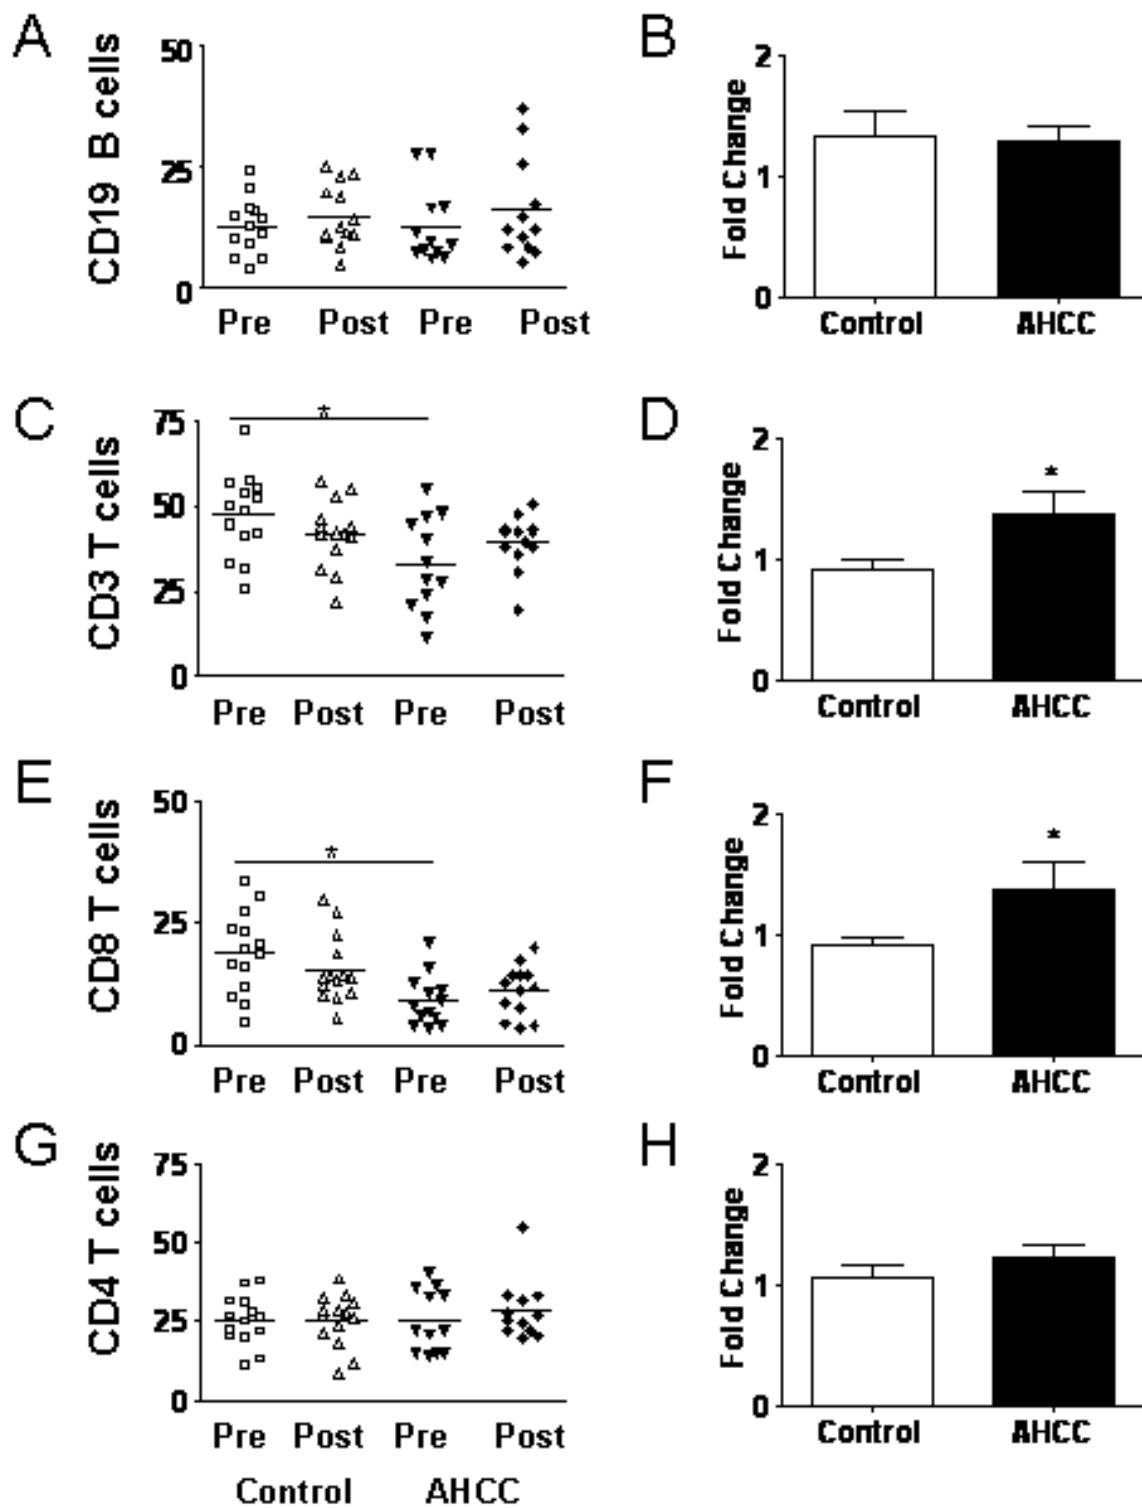 A
CD19 B cells
50
25
0
Pre Post Pre Post
B
Fold Change
2
1
0
Control AHCC
C
CD3 T cells
75
50
25
0
*
Pre Post Pre Post
D
Fold Change
2
1
0
*
Control AHCC
E
CD8 T cells
50
25
0
*
Pre Post Pre Post
F
Fold Change
2
1
0
*
Control AHCC
G
CD4 T cells
75
50
25
0
Pre Post Pre Post
Control AHCC
H
Fold Change
2
1
0
Control AHCC